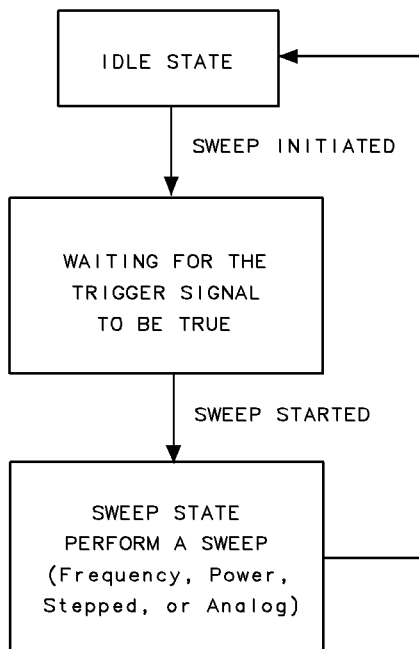 IDLE STATE
SWEEP INITIATED
WAITING FOR THE
TRIGGER SIGNAL
TO BE TRUE
SWEEP STARTED
SWEEP STATE
PERFORM A SWEEP
(Frequency, Power,
Stepped, or Analog)